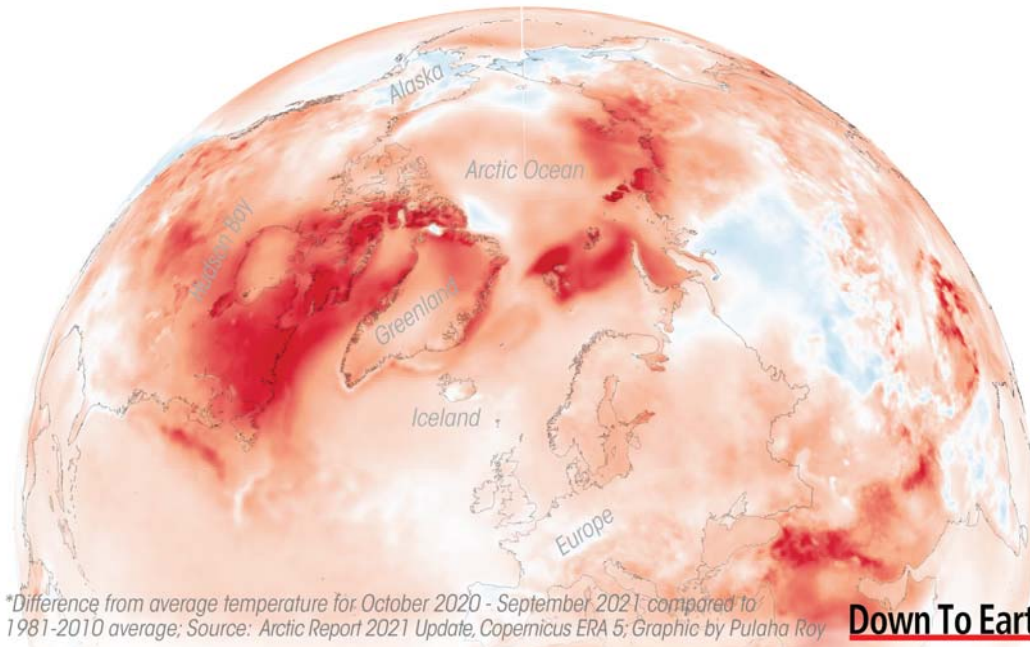 Alaska
Arctic Ocean
Hudson Bay
Greenland
Iceland
Europe
*Difference from average temperature for October 2020 - September 2021 compared to
1981-2010 average; Source: Arctic Report 2021 Update, Copernicus ERA 5; Graphic by Pulaha Roy
Down To Eart